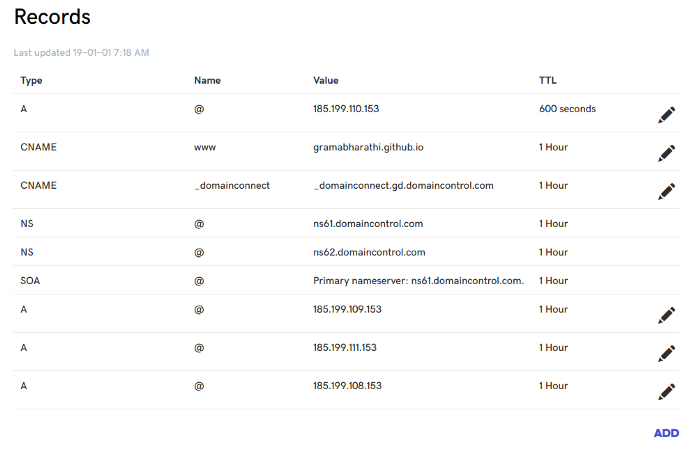 Records
Last updated 19-01-01 7:18 AM
Type Name Value TTL
A @ 185.199.110.153 600 seconds
CNAME www gramabharathi.github.io 1 Hour
CNAME _domainconnect _domainconnect.gd.domaincontrol.com 1 Hour
NS @ ns61.domaincontrol.com 1 Hour
NS @ ns62.domaincontrol.com 1 Hour
SOA @ Primary nameserver: ns61.domaincontrol.com. 1 Hour
A @ 185.199.109.153 1 Hour
A @ 185.199.111.153 1 Hour
A @ 185.199.108.153 1 Hour
ADD